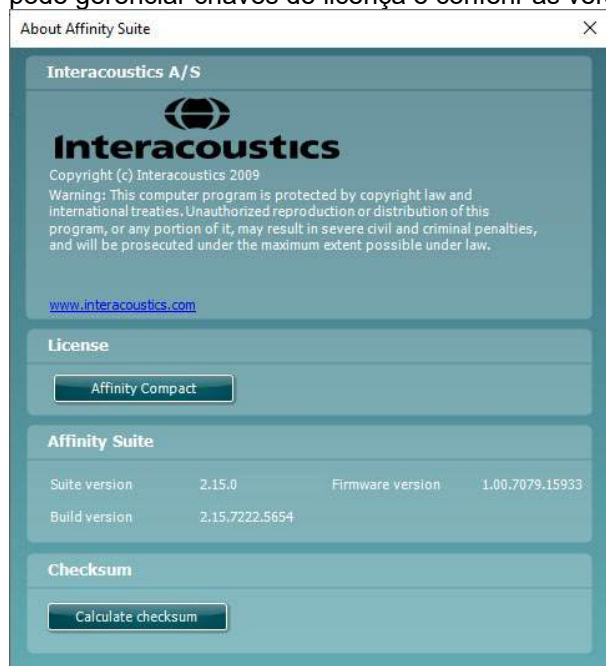 pode gerenciar chaves de licença e conferir as ver
About Affinity Suite
Interacoustics A/S
Interacoustics
Copyright (c) Interacoustics 2009
Warning: This computer program is protected by copyright law and
international treaties. Unauthorized reproduction or distribution of this
program, or any portion of it, may result in severe civil and criminal penalties,
and will be prosecuted under the maximum extent possible under law.
www.interacoustics.com
License
Affinity Compact
Affinity Suite
Suite version 2.15.0 Firmware version 1.00.7079.15933
Build version 2.15.7222.5654
Checksum
Calculate checksum